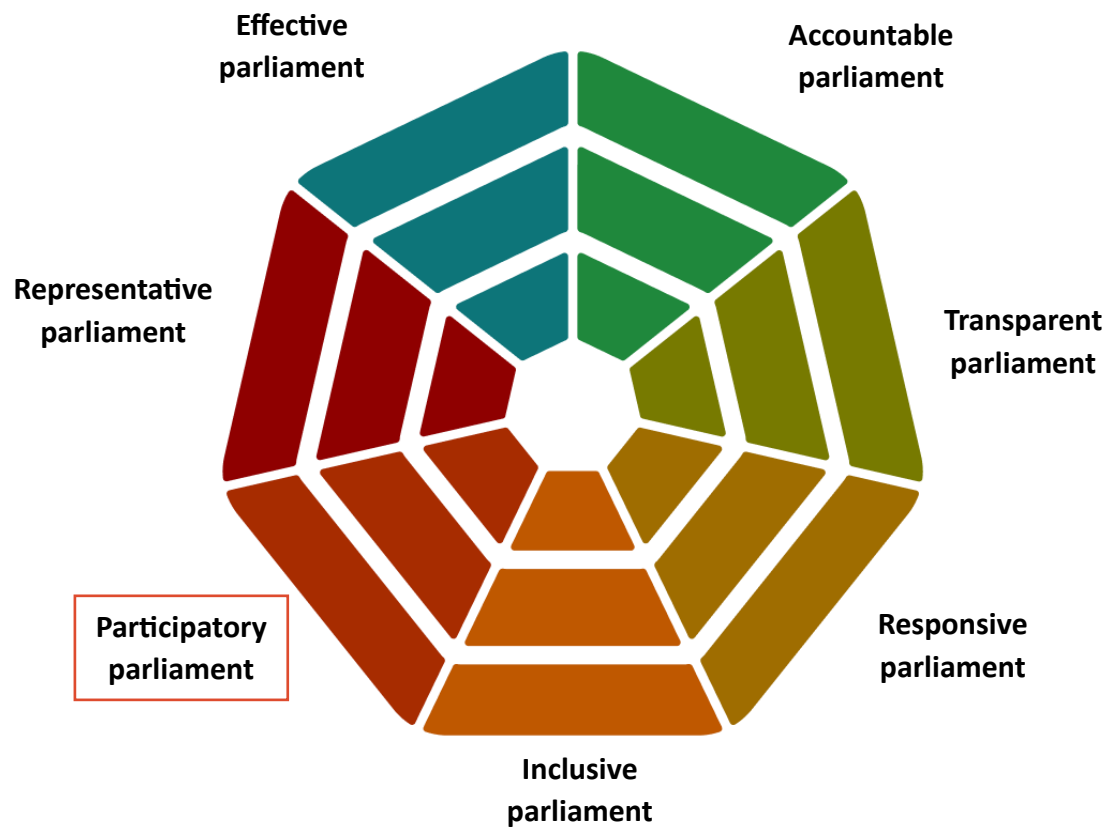 Effective
parliament
Accountable
parliament
Representative
parliament
Transparent
parliament
Participatory
parliament
Responsive
parliament
Inclusive
parliament